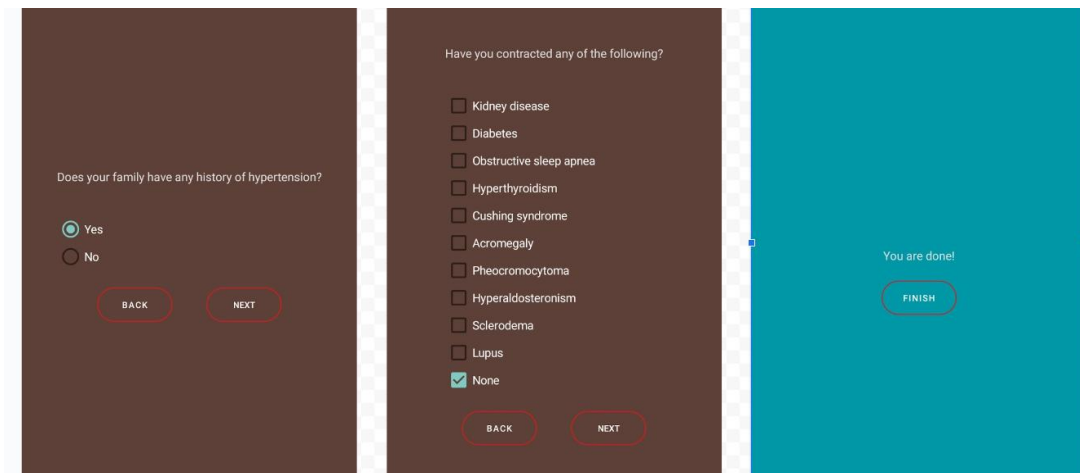 Does your family have any history of hypertension?
Yes
No
BACK
NEXT
Have you contracted any of the following?
Kidney disease
Diabetes
Obstructive sleep apnea
Hyperthyroidism
Cushing syndrome
Acromegaly
Pheocromocytoma
Hyperaldosteronism
Sclerodema
Lupus
None
BACK
NEXT
You are done!
FINISH